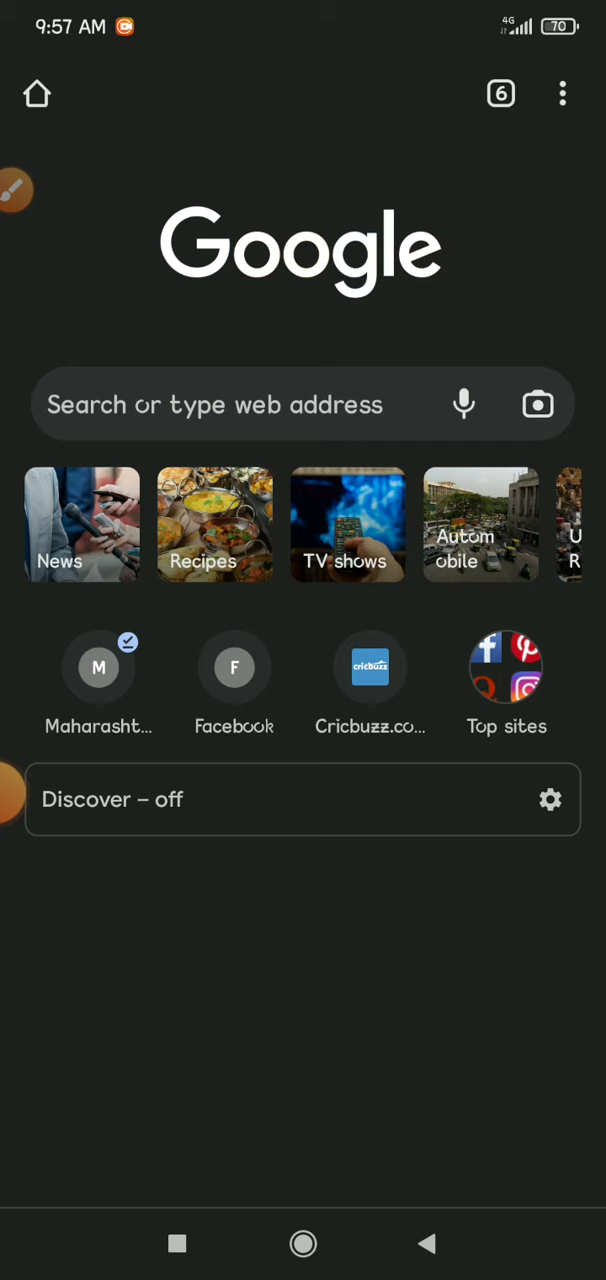 9:57 AM
4G
70
6
Google
Search or type web address
News
Recipes
TV shows
Autom
obile
U
R
M
F
cricbuzz
Maharasht...
Facebook
Cricbuzz.co...
Top sites
Discover – off